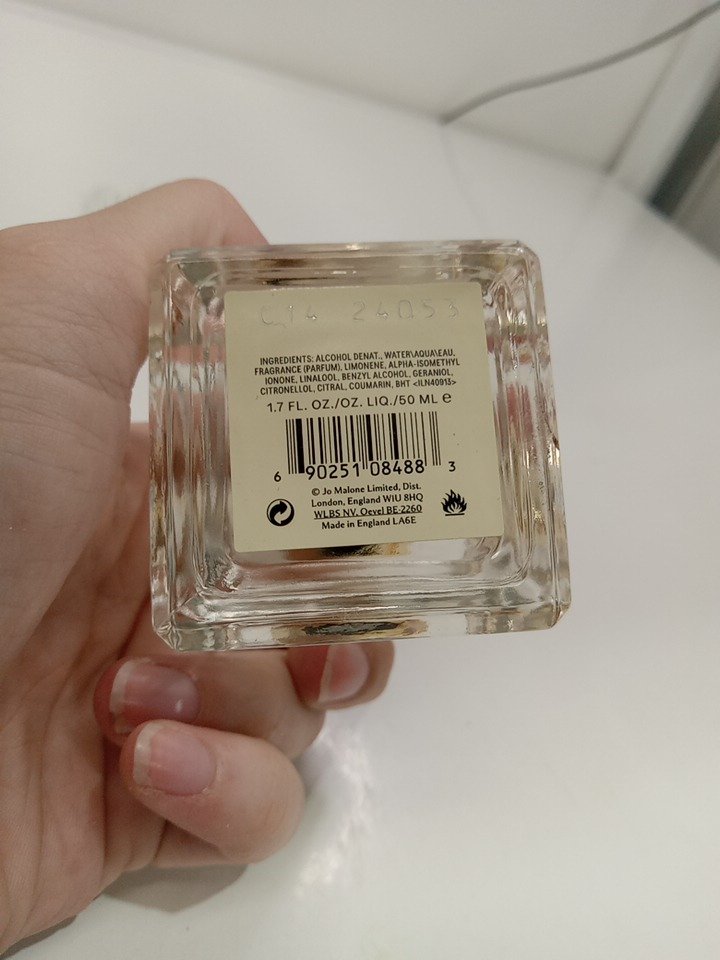 C14 24053
INGREDIENTS: ALCOHOL DENAT., WATER\AQUA\EAU,
FRAGRANCE (PARFUM), LIMONENE, ALPHA-ISOMETHYL
IONONE, LINALOOL, BENZYL ALCOHOL, GERANIOL,
CITRONELLOL, CITRAL, COUMARIN, BHT <ILN40913>
1.7 FL. OZ./OZ. LIQ./50 ML ℮
6 90251 08488 3
© Jo Malone Limited, Dist.
London, England W1U 8HQ
WLBS NV, Oevel BE-2260
Made in England LA6E